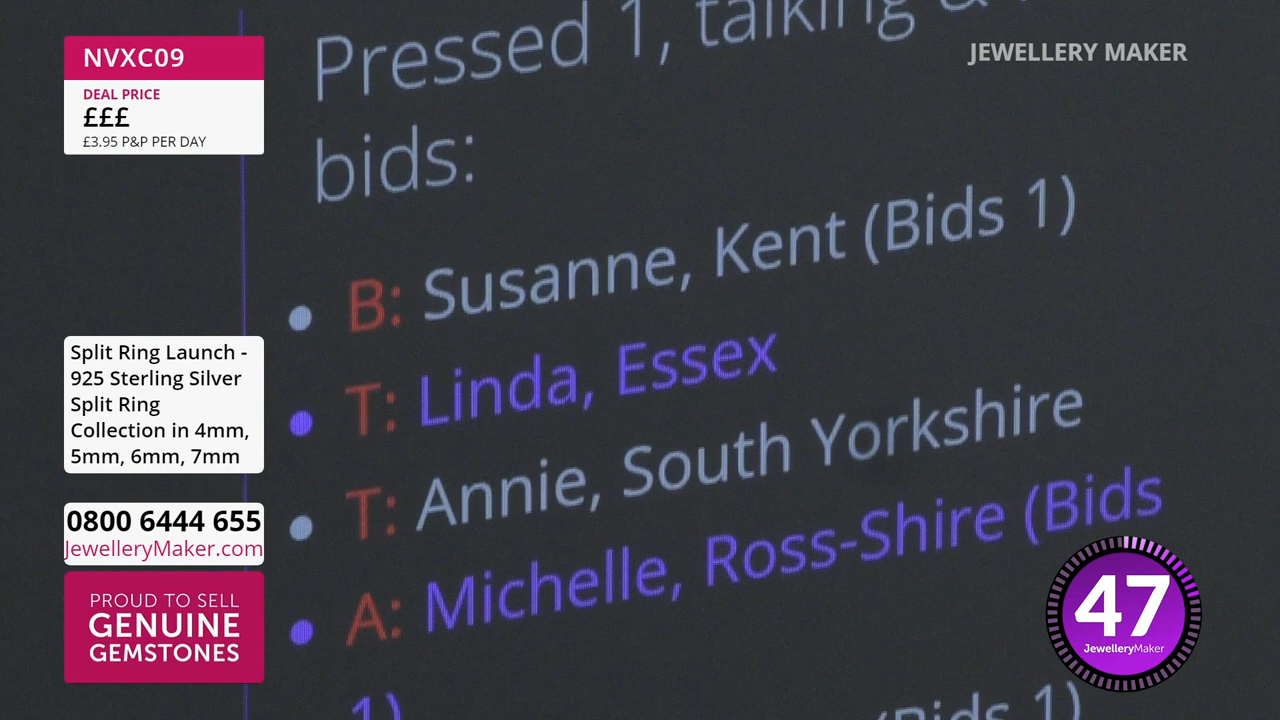 NVXC09
DEAL PRICE
£££
£3.95 P&P PER DAY
JEWELLERY MAKER
Pressed 1, talking &
bids:
B: Susanne, Kent (Bids 1)
T: Linda, Essex
T: Annie, South Yorkshire
A: Michelle, Ross-Shire (Bids
1)
(Bids 1)
Split Ring Launch -
925 Sterling Silver
Split Ring
Collection in 4mm,
5mm, 6mm, 7mm
0800 6444 655
JewelleryMaker.com
PROUD TO SELL
GENUINE
GEMSTONES
47
JewelleryMaker